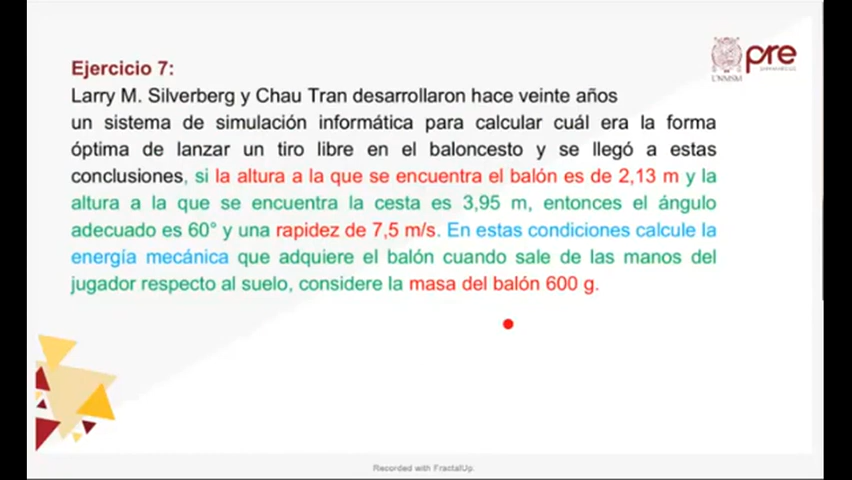 Ejercicio 7:
pre
UNMSM
Larry M. Silverberg y Chau Tran desarrollaron hace veinte años
un sistema de simulación informática para calcular cuál era la forma
óptima de lanzar un tiro libre en el baloncesto y se llegó a estas
conclusiones, si la altura a la que se encuentra el balón es de 2,13 m y la
altura a la que se encuentra la cesta es 3,95 m, entonces el ángulo
adecuado es 60° y una rapidez de 7,5 m/s. En estas condiciones calcule la
energía mecánica que adquiere el balón cuando sale de las manos del
jugador respecto al suelo, considere la masa del balón 600 g.
Recorded with FractalUp.